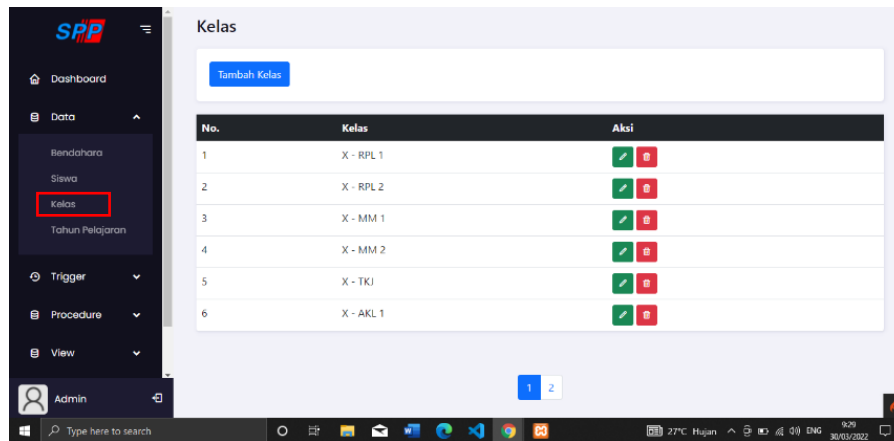 SPP
Kelas
Tambah Kelas
Dashboard
Data
Bendahara
Siswa
Kelas
Tahun Pelajaran
Trigger
Procedure
View
Admin
No. Kelas Aksi
1 X - RPL 1
2 X - RPL 2
3 X - MM 1
4 X - MM 2
5 X - TKJ
6 X - AKL 1
1 2
Type here to search
27°C Hujan ENG 9:29
30/03/2022